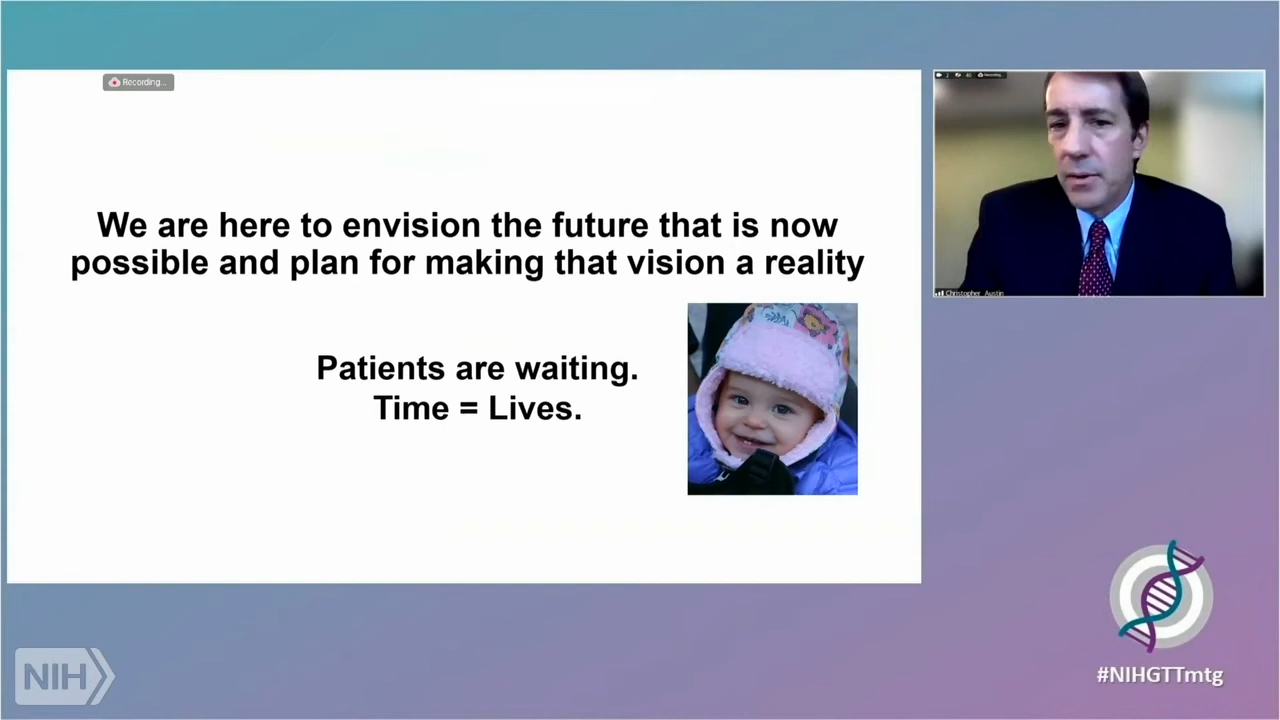 Recording...
We are here to envision the future that is now
possible and plan for making that vision a reality
Patients are waiting.
Time = Lives.
Recording...
Christopher Austin
NIH
#NIHGTTmtg